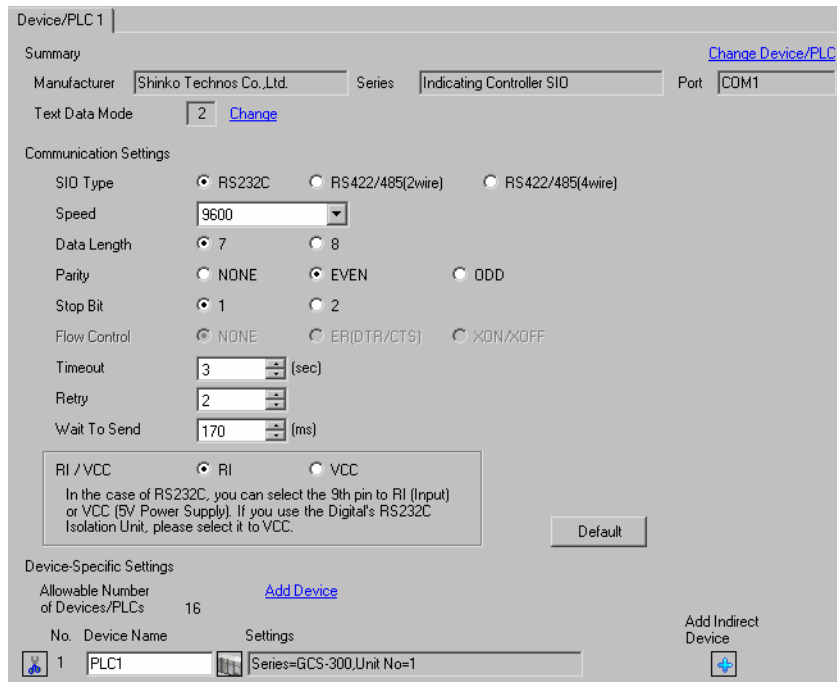 Device/PLC 1
Summary Change Device/PLC
Manufacturer Shinko Technos Co.,Ltd. Series Indicating Controller SIO Port COM1
Text Data Mode 2 Change
Communication Settings
SIO Type RS232C RS422/485(2wire) RS422/485(4wire)
Speed 9600
Data Length 7 8
Parity NONE EVEN ODD
Stop Bit 1 2
Flow Control NONE ER(DTR/CTS) XON/XOFF
Timeout 3 (sec)
Retry 2
Wait To Send 170 (ms)
RI / VCC RI VCC
In the case of RS232C, you can select the 9th pin to RI (Input)
or VCC (5V Power Supply). If you use the Digital's RS232C
Isolation Unit, please select it to VCC.
Default
Device-Specific Settings
Allowable Number Add Device
of Devices/PLCs 16
Add Indirect
No. Device Name Settings Device
1 PLC1 Series=GCS-300,Unit No=1